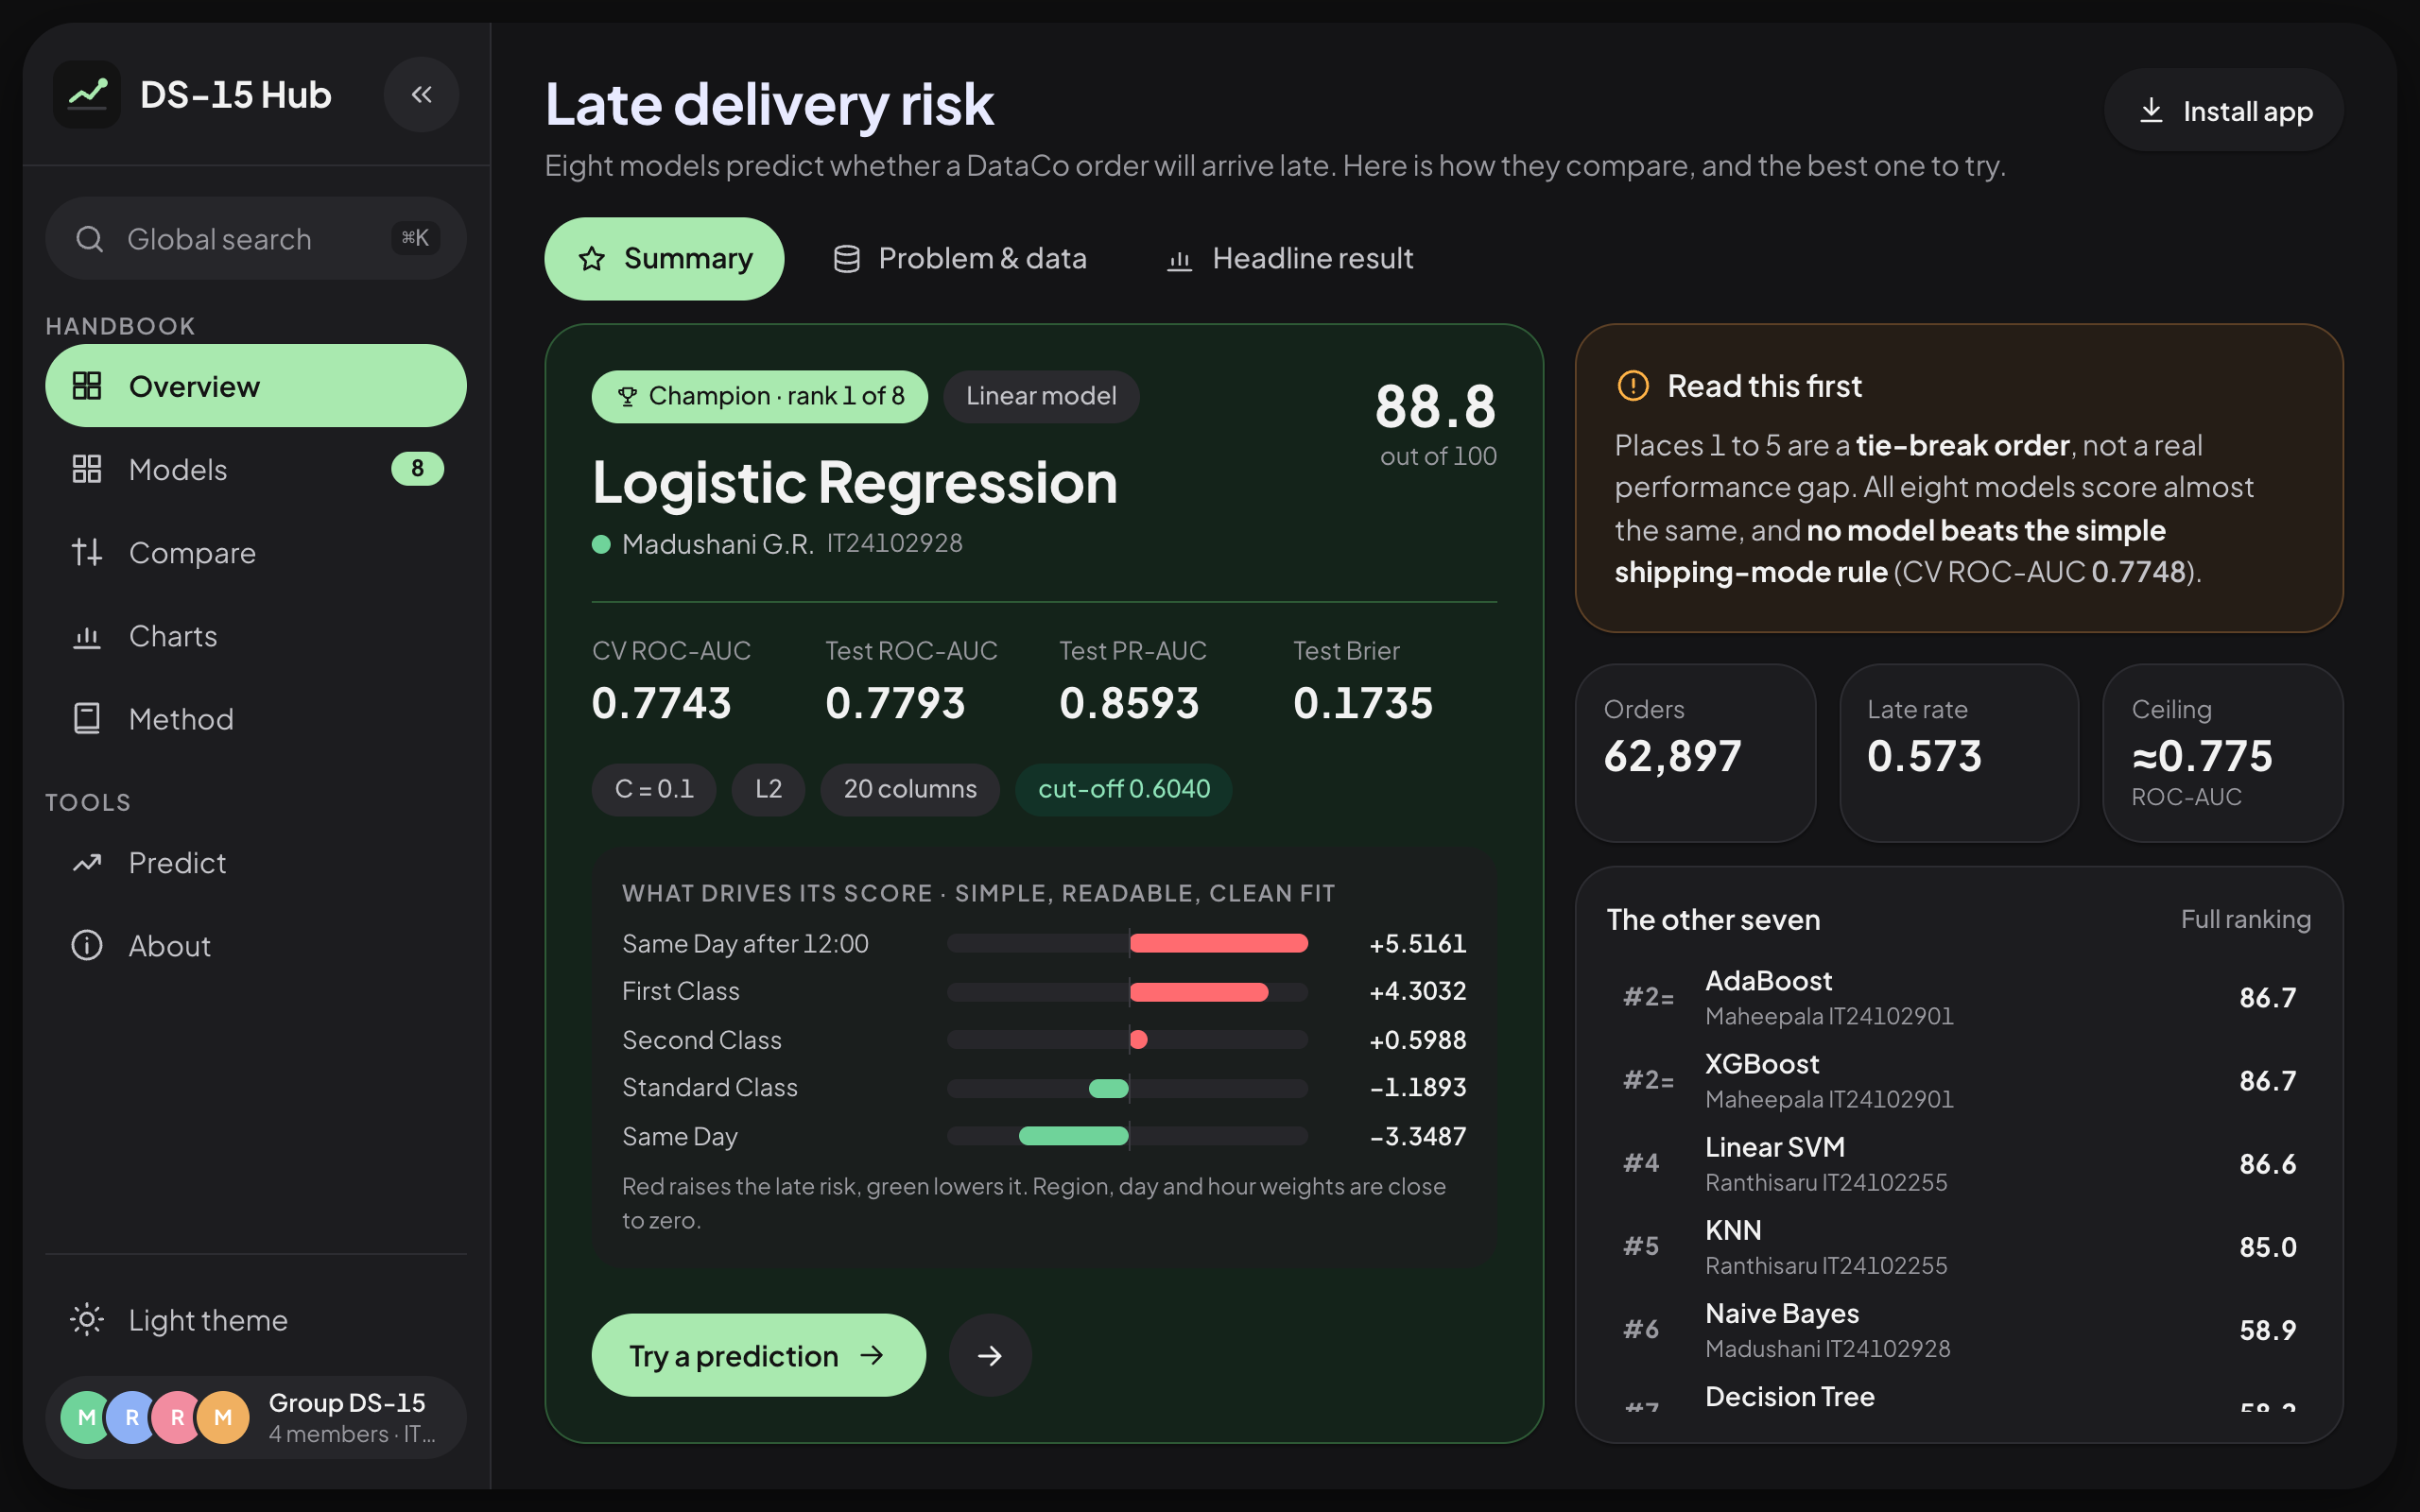 DS-15 Hub
Global search
⌘K
HANDBOOK
Overview
Models
8
Compare
Charts
Method
TOOLS
Predict
About
Light theme
M R R M
Group DS-15
4 members · IT...
Late delivery risk
Eight models predict whether a DataCo order will arrive late. Here is how they compare, and the best one to try.
Install app
Summary
Problem & data
Headline result
Champion · rank 1 of 8
Linear model
88.8
out of 100
Logistic Regression
Madushani G.R. IT24102928
CV ROC-AUC
0.7743
Test ROC-AUC
0.7793
Test PR-AUC
0.8593
Test Brier
0.1735
C = 0.1
L2
20 columns
cut-off 0.6040
WHAT DRIVES ITS SCORE · SIMPLE, READABLE, CLEAN FIT
Same Day after 12:00 +5.5161
First Class +4.3032
Second Class +0.5988
Standard Class −1.1893
Same Day −3.3487
Red raises the late risk, green lowers it. Region, day and hour weights are close
to zero.
Try a prediction
Read this first
Places 1 to 5 are a tie-break order, not a real
performance gap. All eight models score almost
the same, and no model beats the simple
shipping-mode rule (CV ROC-AUC 0.7748).
Orders
62,897
Late rate
0.573
Ceiling
≈0.775
ROC-AUC
The other seven
Full ranking
#2= AdaBoost 86.7
Maheepala IT24102901
#2= XGBoost 86.7
Maheepala IT24102901
#4 Linear SVM 86.6
Ranthisaru IT24102255
#5 KNN 85.0
Ranthisaru IT24102255
#6 Naive Bayes 58.9
Madushani IT24102928
Decision Tree